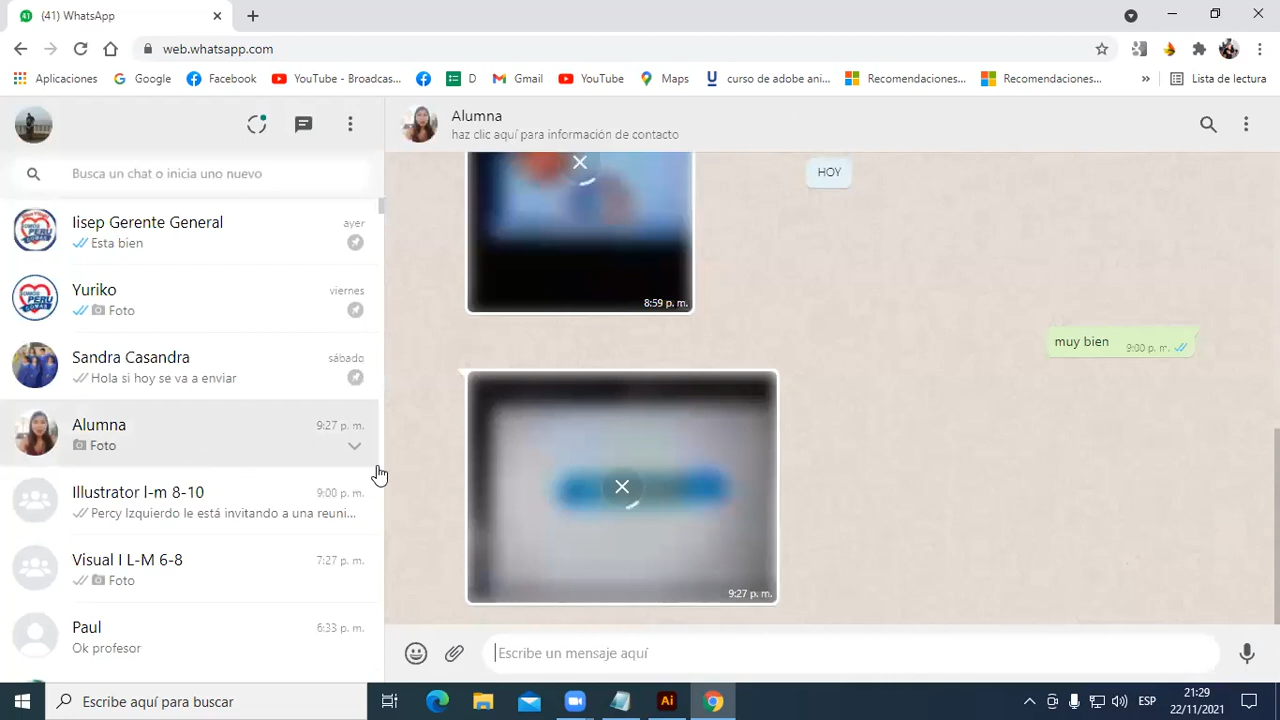 (41) WhatsApp
web.whatsapp.com
Aplicaciones
Google
Facebook
YouTube - Broadcas...
D
Gmail
YouTube
Maps
curso de adobe ani...
Recomendaciones...
Recomendaciones...
»
Lista de lectura
Alumna
haz clic aquí para información de contacto
Busca un chat o inicia uno nuevo
Iisep Gerente General
ayer
Esta bien
Yuriko
viernes
Foto
Sandra Casandra
sábado
Hola si hoy se va a enviar
Alumna
9:27 p. m.
Foto
Illustrator l-m 8-10
9:00 p. m.
Percy Izquierdo le está invitando a una reuni...
Visual I L-M 6-8
7:27 p. m.
Foto
Paul
6:33 p. m.
Ok profesor
HOY
8:59 p. m.
muy bien
9:00 p. m.
9:27 p. m.
Escribe un mensaje aquí
Escribe aquí para buscar
Ai
ESP
21:29
22/11/2021